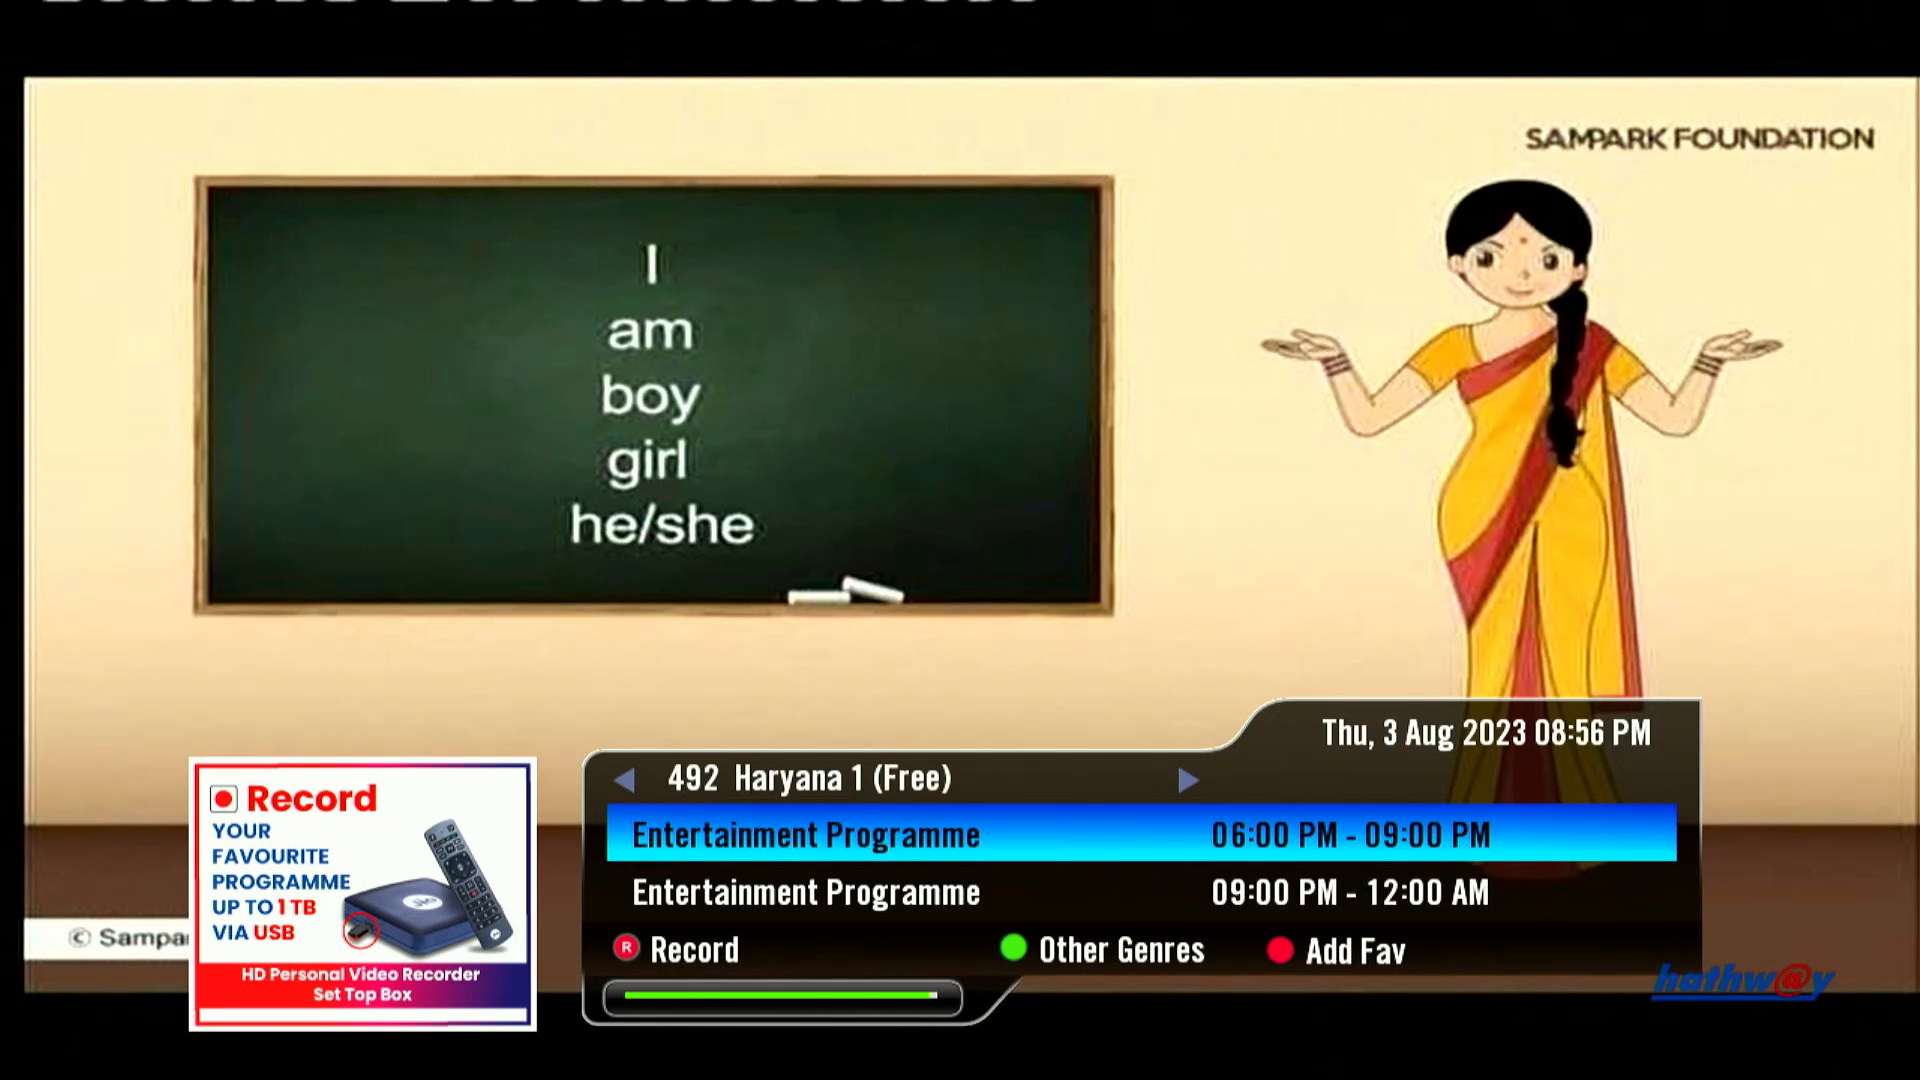 SAMPARK FOUNDATION
I
am
boy
girl
he/she
Thu, 3 Aug 2023 08:56 PM
492 Haryana 1 (Free)
Entertainment Programme 06:00 PM - 09:00 PM
Entertainment Programme 09:00 PM - 12:00 AM
R Record Other Genres Add Fav
hathw@y
Record
YOUR
FAVOURITE
PROGRAMME
UP TO 1 TB
VIA USB
Jio
HD Personal Video Recorder
Set Top Box
©